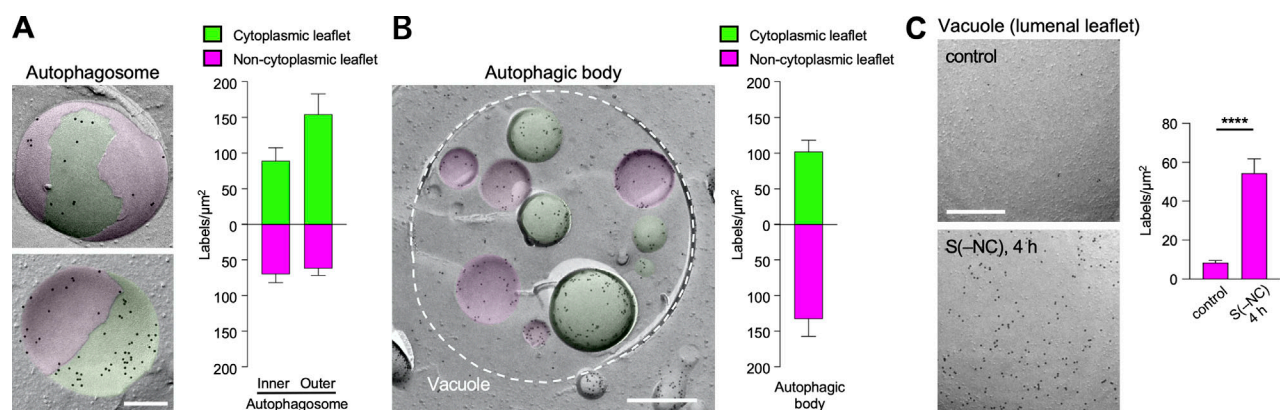 A
Autophagosome
Cytoplasmic leaflet
Non-cytoplasmic leaflet
Labels/µm²
200
150
100
50
0
50
100
150
200
Inner Outer
Autophagosome
B
Autophagic body
Vacuole
Cytoplasmic leaflet
Non-cytoplasmic leaflet
Labels/µm²
200
150
100
50
0
50
100
150
200
Autophagic
body
C
Vacuole (lumenal leaflet)
control
S(–NC), 4 h
Labels/µm²
80
60
40
20
0
****
control
S(–NC)
4 h